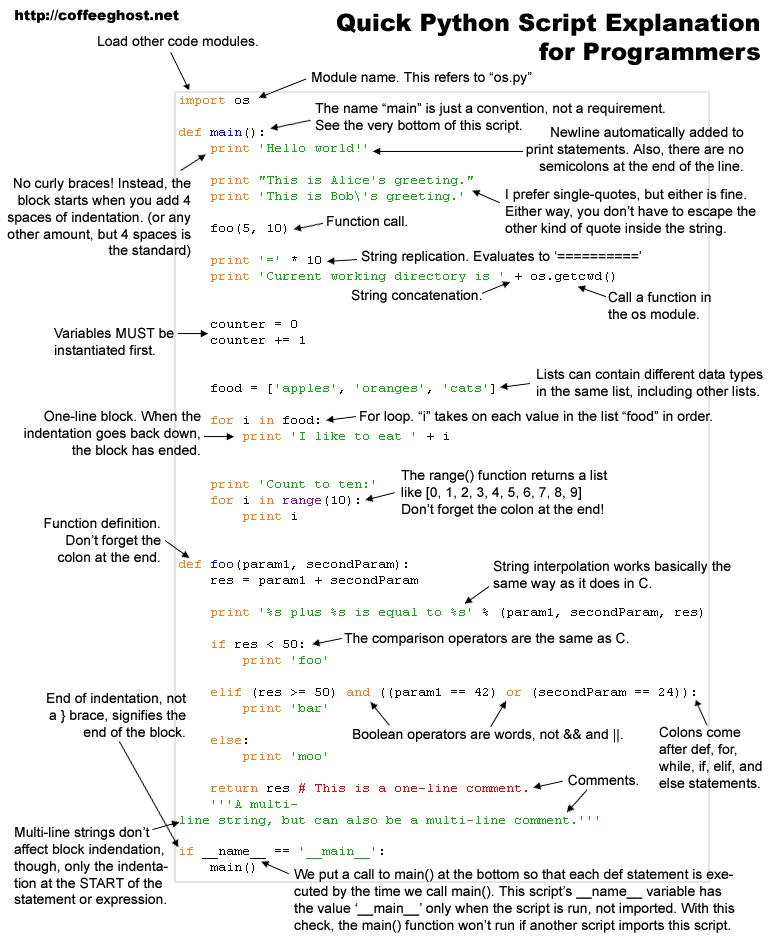 http://coffeeghost.net
Quick Python Script Explanation
for Programmers
Load other code modules.
Module name. This refers to “os.py”
import os
The name “main” is just a convention, not a requirement.
See the very bottom of this script.
def main():
print 'Hello world!'
Newline automatically added to
print statements. Also, there are no
semicolons at the end of the line.
No curly braces! Instead, the
block starts when you add 4
spaces of indentation. (or any
other amount, but 4 spaces is
the standard)
print "This is Alice's greeting."
print 'This is Bob\'s greeting.'
I prefer single-quotes, but either is fine.
Either way, you don’t have to escape the
other kind of quote inside the string.
foo(5, 10)
Function call.
print '=' * 10
String replication. Evaluates to ‘==========’
print 'Current working directory is ' + os.getcwd()
String concatenation.
Call a function in
the os module.
Variables MUST be
instantiated first.
counter = 0
counter += 1
food = ['apples', 'oranges', 'cats']
Lists can contain different data types
in the same list, including other lists.
One-line block. When the
indentation goes back down,
the block has ended.
for i in food:
For loop. “i” takes on each value in the list “food” in order.
print 'I like to eat ' + i
print 'Count to ten:'
for i in range(10):
print i
The range() function returns a list
like [0, 1, 2, 3, 4, 5, 6, 7, 8, 9]
Don’t forget the colon at the end!
Function definition.
Don’t forget the
colon at the end.
def foo(param1, secondParam):
res = param1 + secondParam
String interpolation works basically the
same way as it does in C.
print '%s plus %s is equal to %s' % (param1, secondParam, res)
if res < 50:
The comparison operators are the same as C.
print 'foo'
End of indentation, not
a } brace, signifies the
end of the block.
elif (res >= 50) and ((param1 == 42) or (secondParam == 24)):
print 'bar'
Boolean operators are words, not && and ||.
Colons come
after def, for,
while, if, elif, and
else statements.
else:
print 'moo'
return res # This is a one-line comment.
Comments.
'''A multi-
line string, but can also be a multi-line comment.'''
Multi-line strings don’t
affect block indendation,
though, only the indenta-
tion at the START of the
statement or expression.
if __name__ == '__main__':
main()
We put a call to main() at the bottom so that each def statement is exe-
cuted by the time we call main(). This script’s __name__ variable has
the value ‘__main__’ only when the script is run, not imported. With this
check, the main() function won’t run if another script imports this script.